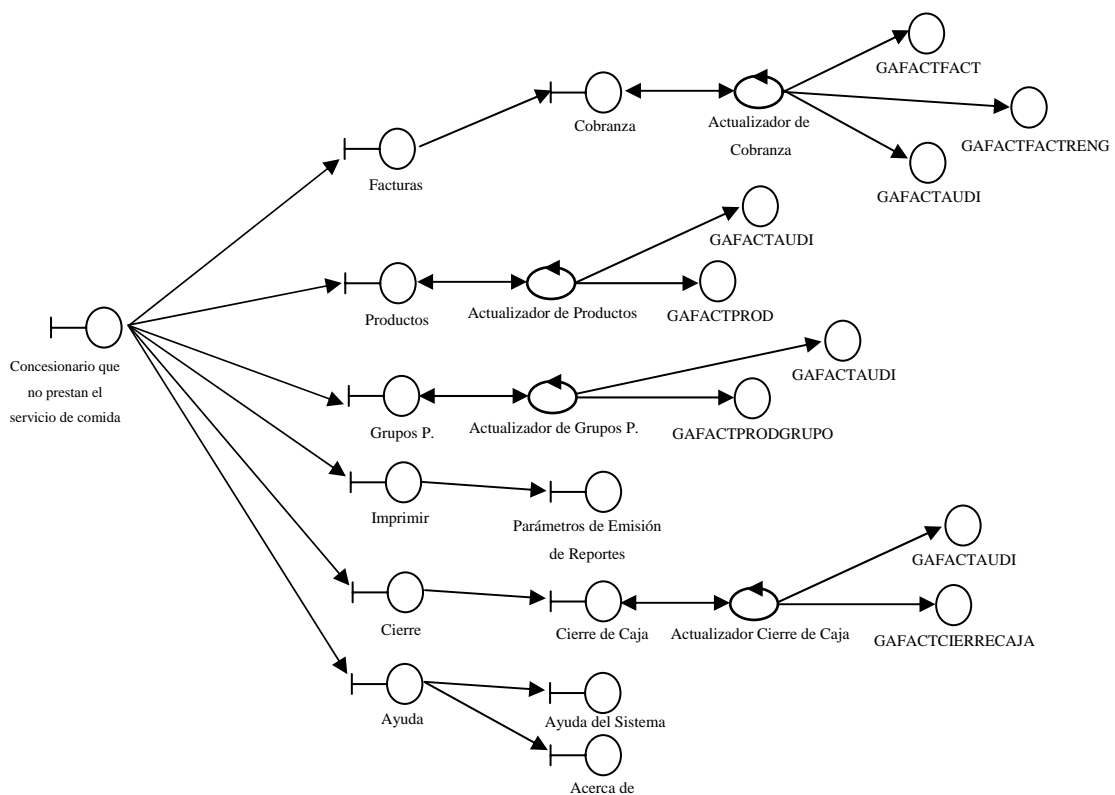 GAFACTFACT
Cobranza
Actualizador de
Cobranza
GAFACTFACTRENG
Facturas
GAFACTAUDI
GAFACTAUDI
Productos
Actualizador de Productos
GAFACTPROD
Concesionario que
no prestan el
servicio de comida
GAFACTAUDI
Grupos P.
Actualizador de Grupos P.
GAFACTPRODGRUPO
Imprimir
Parámetros de Emisión
de Reportes
GAFACTAUDI
Cierre
Cierre de Caja
Actualizador Cierre de Caja
GAFACTCIERRECAJA
Ayuda
Ayuda del Sistema
Acerca de